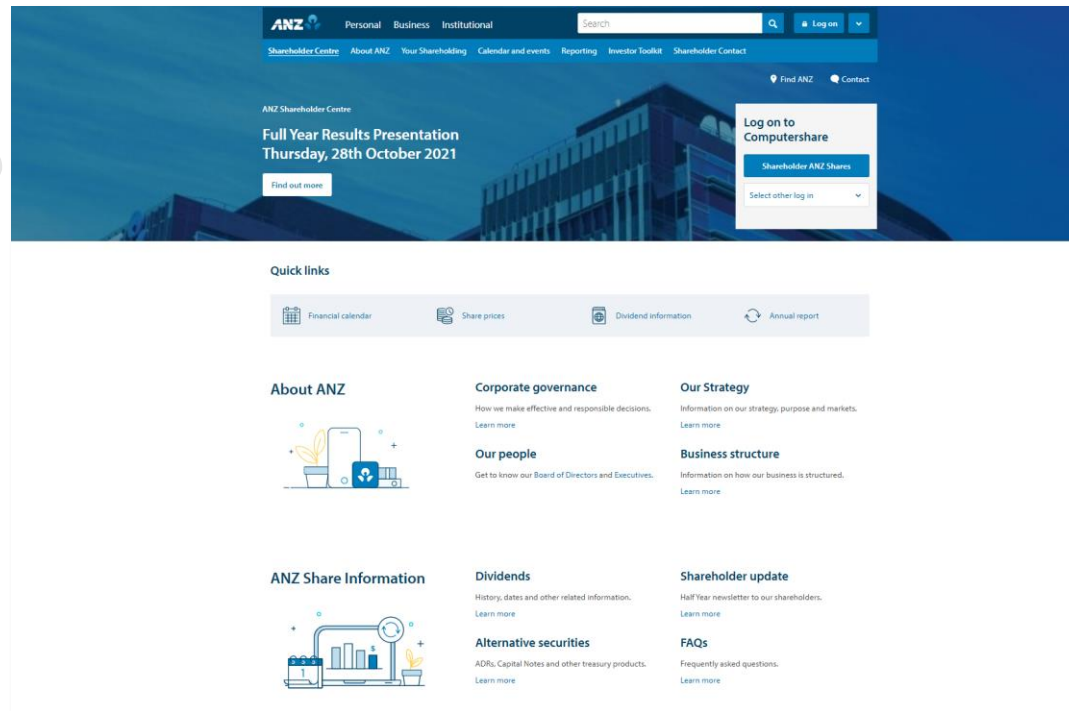 ANZ Personal Business Institutional Search Log on
Shareholder Centre About ANZ Your Shareholding Calendar and events Reporting Investor Toolkit Shareholder Contact
Find ANZ Contact
ANZ Shareholder Centre
Full Year Results Presentation
Thursday, 28th October 2021
Find out more
Log on to
Computershare
Shareholder ANZ Shares
Select other log in
Quick links
Financial calendar Share prices Dividend information Annual report
About ANZ
Corporate governance
How we make effective and responsible decisions.
Learn more
Our Strategy
Information on our strategy, purpose and markets.
Learn more
Our people
Get to know our Board of Directors and Executives.
Business structure
Information on how our business is structured.
Learn more
ANZ Share Information
1
$
Dividends
History, dates and other related information.
Learn more
Shareholder update
Half Year newsletter to our shareholders.
Learn more
Alternative securities
ADRs, Capital Notes and other treasury products.
Learn more
FAQs
Frequently asked questions.
Learn more